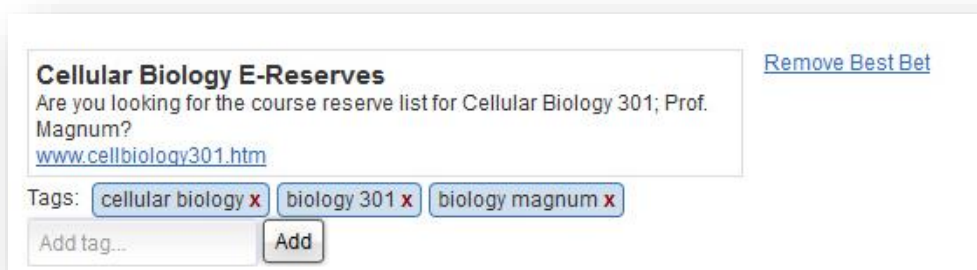 Cellular Biology E-Reserves
Remove Best Bet
Are you looking for the course reserve list for Cellular Biology 301; Prof.
Magnum?
www.cellbiology301.htm
Tags: cellular biology x biology 301 x biology magnum x
Add tag... Add